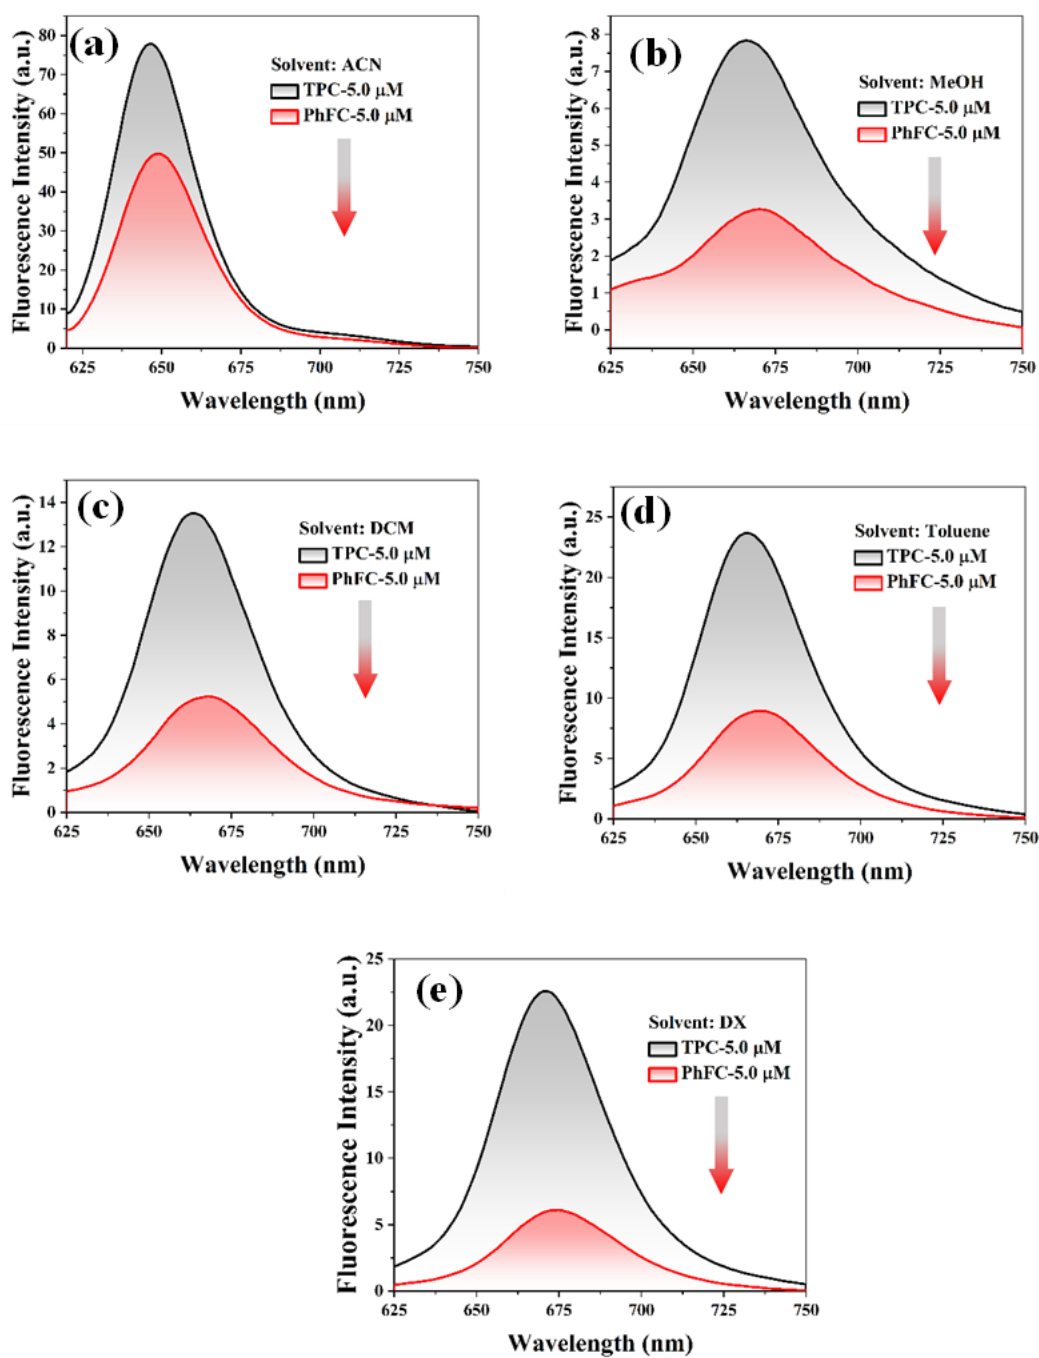 (a)
Fluorescence Intensity (a.u.)
80
70
60
50
40
30
20
10
0
Solvent: ACN
TPC-5.0 μM
PhFC-5.0 μM
625 650 675 700 725 750
Wavelength (nm)
(b)
Fluorescence Intensity (a.u.)
8
7
6
5
4
3
2
1
0
Solvent: MeOH
TPC-5.0 μM
PhFC-5.0 μM
625 650 675 700 725 750
Wavelength (nm)
(c)
Fluorescence Intensity (a.u.)
14
12
10
8
6
4
2
0
Solvent: DCM
TPC-5.0 μM
PhFC-5.0 μM
625 650 675 700 725 750
Wavelength (nm)
(d)
Fluorescence Intensity (a.u.)
25
20
15
10
5
0
Solvent: Toluene
TPC-5.0 μM
PhFC-5.0 μM
625 650 675 700 725 750
Wavelength (nm)
(e)
Fluorescence Intensity (a.u.)
25
20
15
10
5
0
Solvent: DX
TPC-5.0 μM
PhFC-5.0 μM
625 650 675 700 725 750
Wavelength (nm)